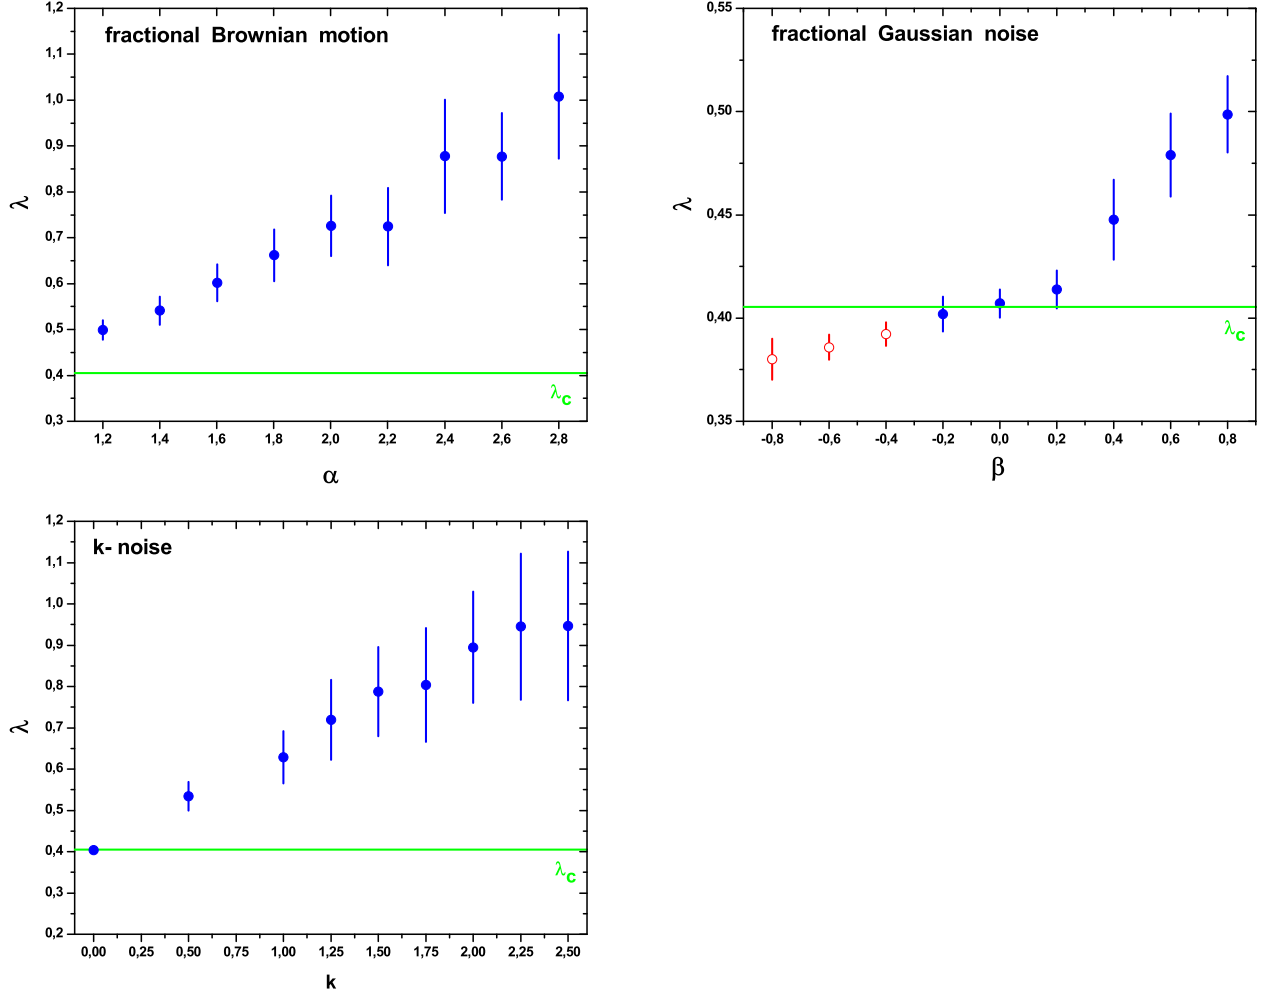 fractional Brownian motion
1,2
1,1
1,0
0,9
0,8
0,7
0,6
0,5
0,4
0,3
λ
λc
1,2 1,4 1,6 1,8 2,0 2,2 2,4 2,6 2,8
α
fractional Gaussian noise
0,55
0,50
0,45
0,40
0,35
λ
λc
-0,8 -0,6 -0,4 -0,2 0,0 0,2 0,4 0,6 0,8
β
k- noise
1,2
1,1
1,0
0,9
0,8
0,7
0,6
0,5
0,4
0,3
0,2
λ
λc
0,00 0,25 0,50 0,75 1,00 1,25 1,50 1,75 2,00 2,25 2,50
k